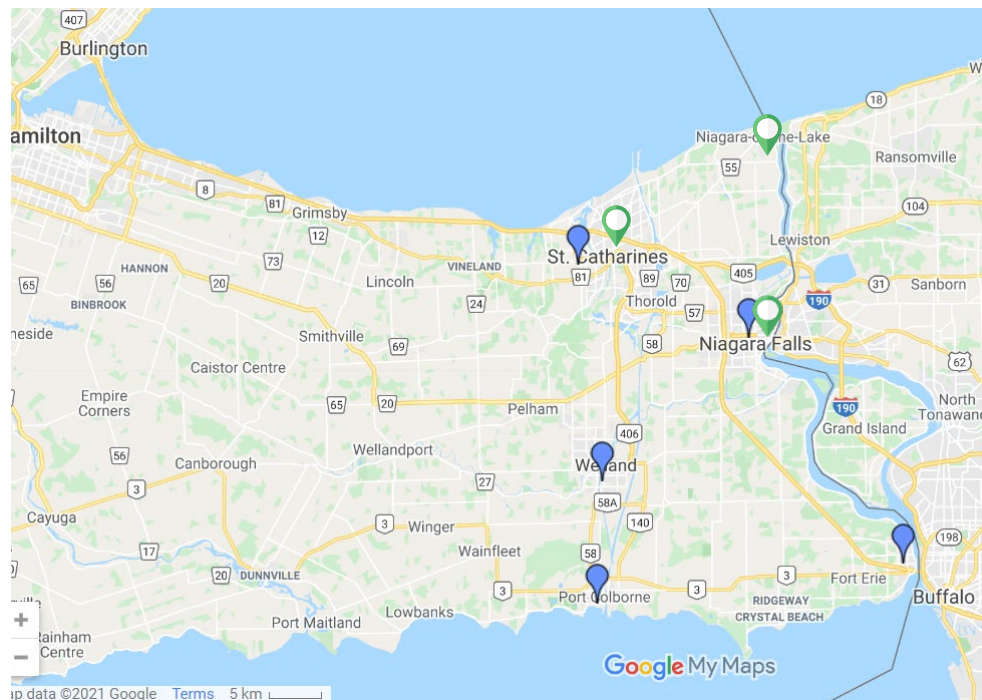 407
Burlington
W
amilton
18
Niagara-on-the-Lake
55
Ransomville
8
81
Grimsby
12
104
Lewiston
73
HANNON
St. Catharines
VINELAND
81
89
70
405
65
56
20
Lincoln
31
Sanborn
BINBROOK
24
Thorold
57
190
neside
Smithville
69
58
Niagara Falls
62
Caistor Centre
Empire
Corners
65
20
Pelham
190
North
Tonawan
Grand Island
406
56
Canborough
Wellandport
Welland
27
3
58A
Cayuga
3
Winger
140
198
17
20
DUNNVILLE
Wainfleet
58
3
Port Colborne
3
3
Fort Erie
Buffalo
Lowbanks
RIDGEWAY
CRYSTAL BEACH
Port Maitland
+
Rainham
Centre
−
Google My Maps
ap data ©2021 Google Terms 5 km